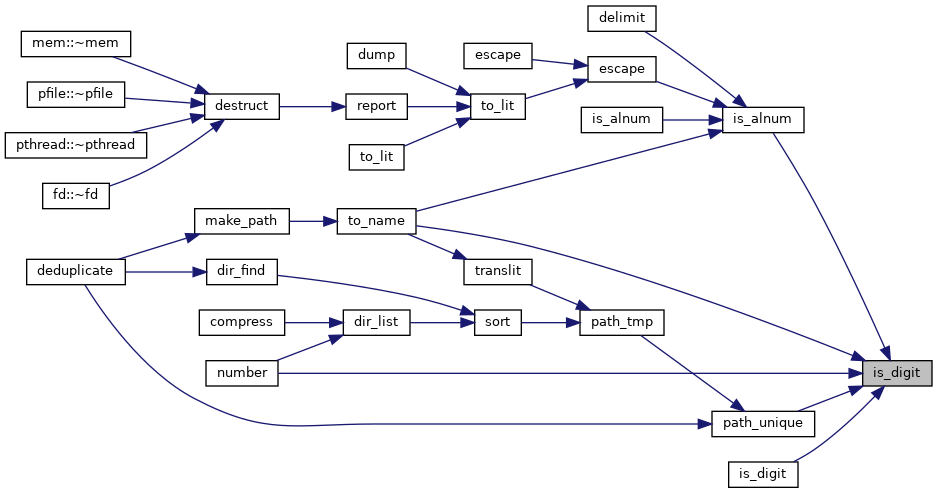 delimit
mem::~mem
dump
escape
escape
pfile::~pfile
destruct
report
to_lit
is_alnum
is_alnum
pthread::~pthread
to_lit
fd::~fd
make_path
to_name
deduplicate
dir_find
translit
compress
dir_list
sort
path_tmp
number
is_digit
path_unique
is_digit